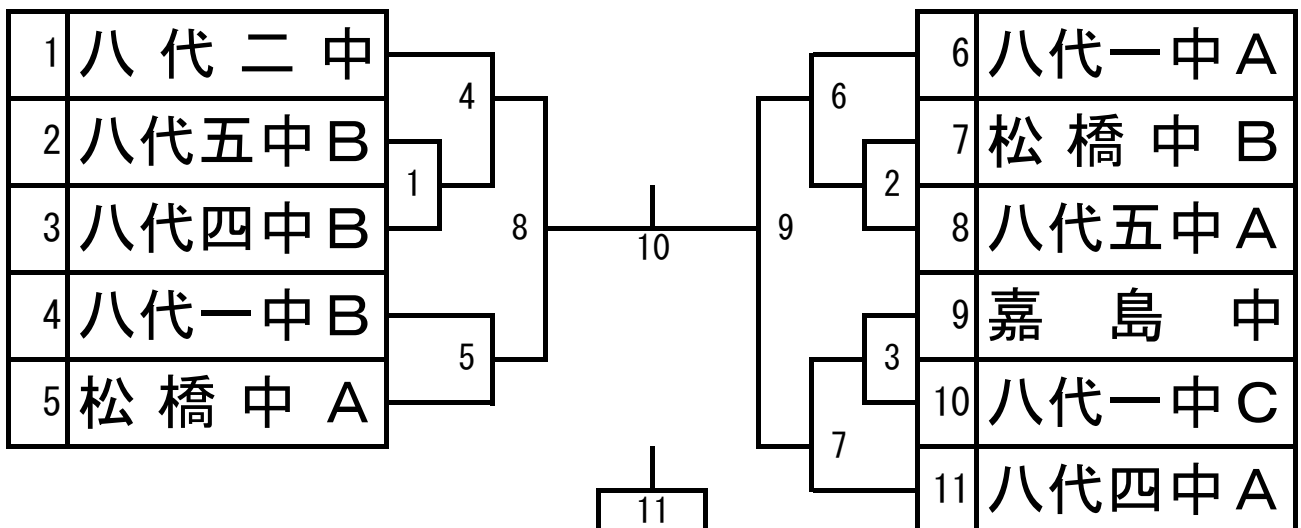 1 八代二中
2 八代五中B
3 八代四中B
4 八代一中B
5 松橋中A
4
1
5
8
10
11
9
6
2
3
7
6 八代一中A
7 松橋中B
8 八代五中A
9 嘉島中
10 八代一中C
11 八代四中A